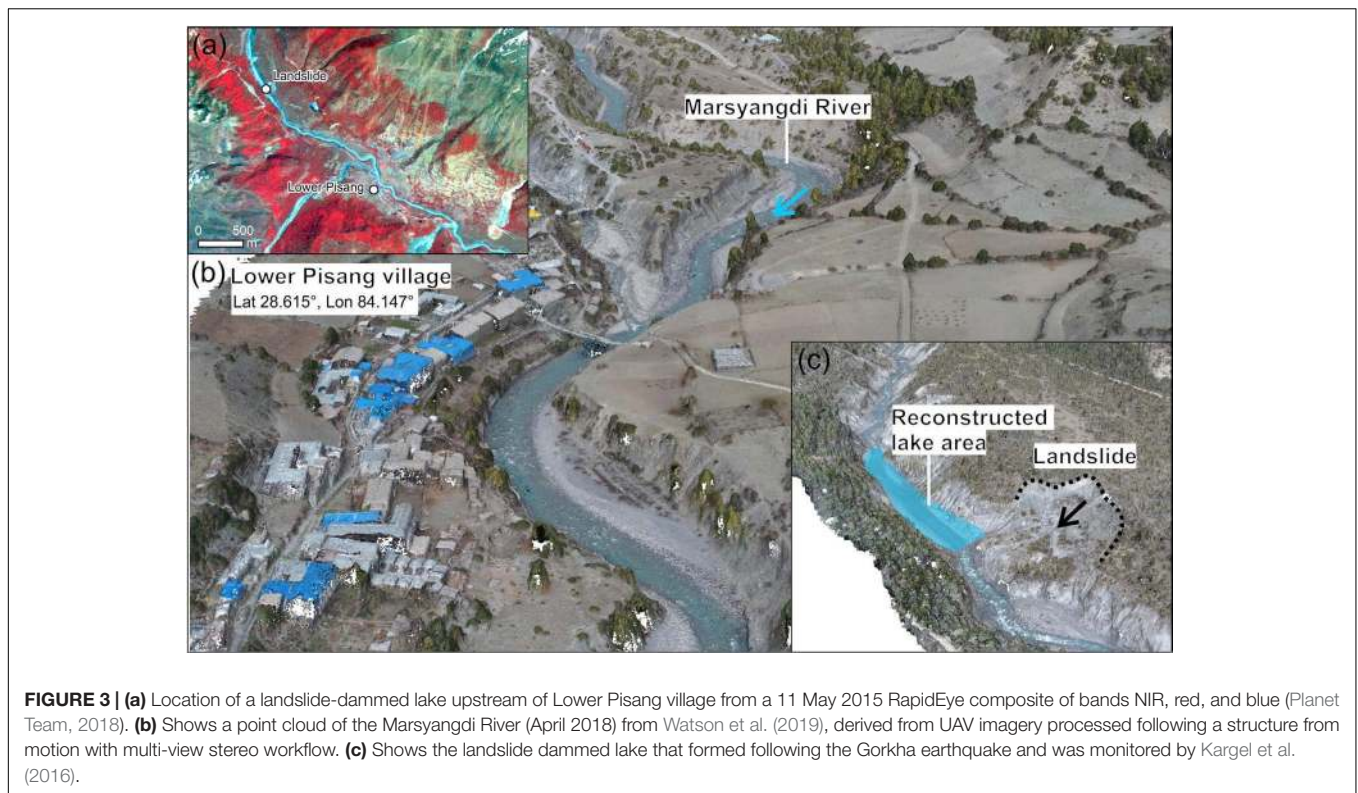 (a)
Landslide
Lower Pisang
0 500
m
Marsyangdi River
(b) Lower Pisang village
Lat 28.615°, Lon 84.147°
(c)
Reconstructed
lake area
Landslide
FIGURE 3 | (a) Location of a landslide-dammed lake upstream of Lower Pisang village from a 11 May 2015 RapidEye composite of bands NIR, red, and blue (Planet
Team, 2018). (b) Shows a point cloud of the Marsyangdi River (April 2018) from Watson et al. (2019), derived from UAV imagery processed following a structure from
motion with multi-view stereo workflow. (c) Shows the landslide dammed lake that formed following the Gorkha earthquake and was monitored by Kargel et al.
(2016).